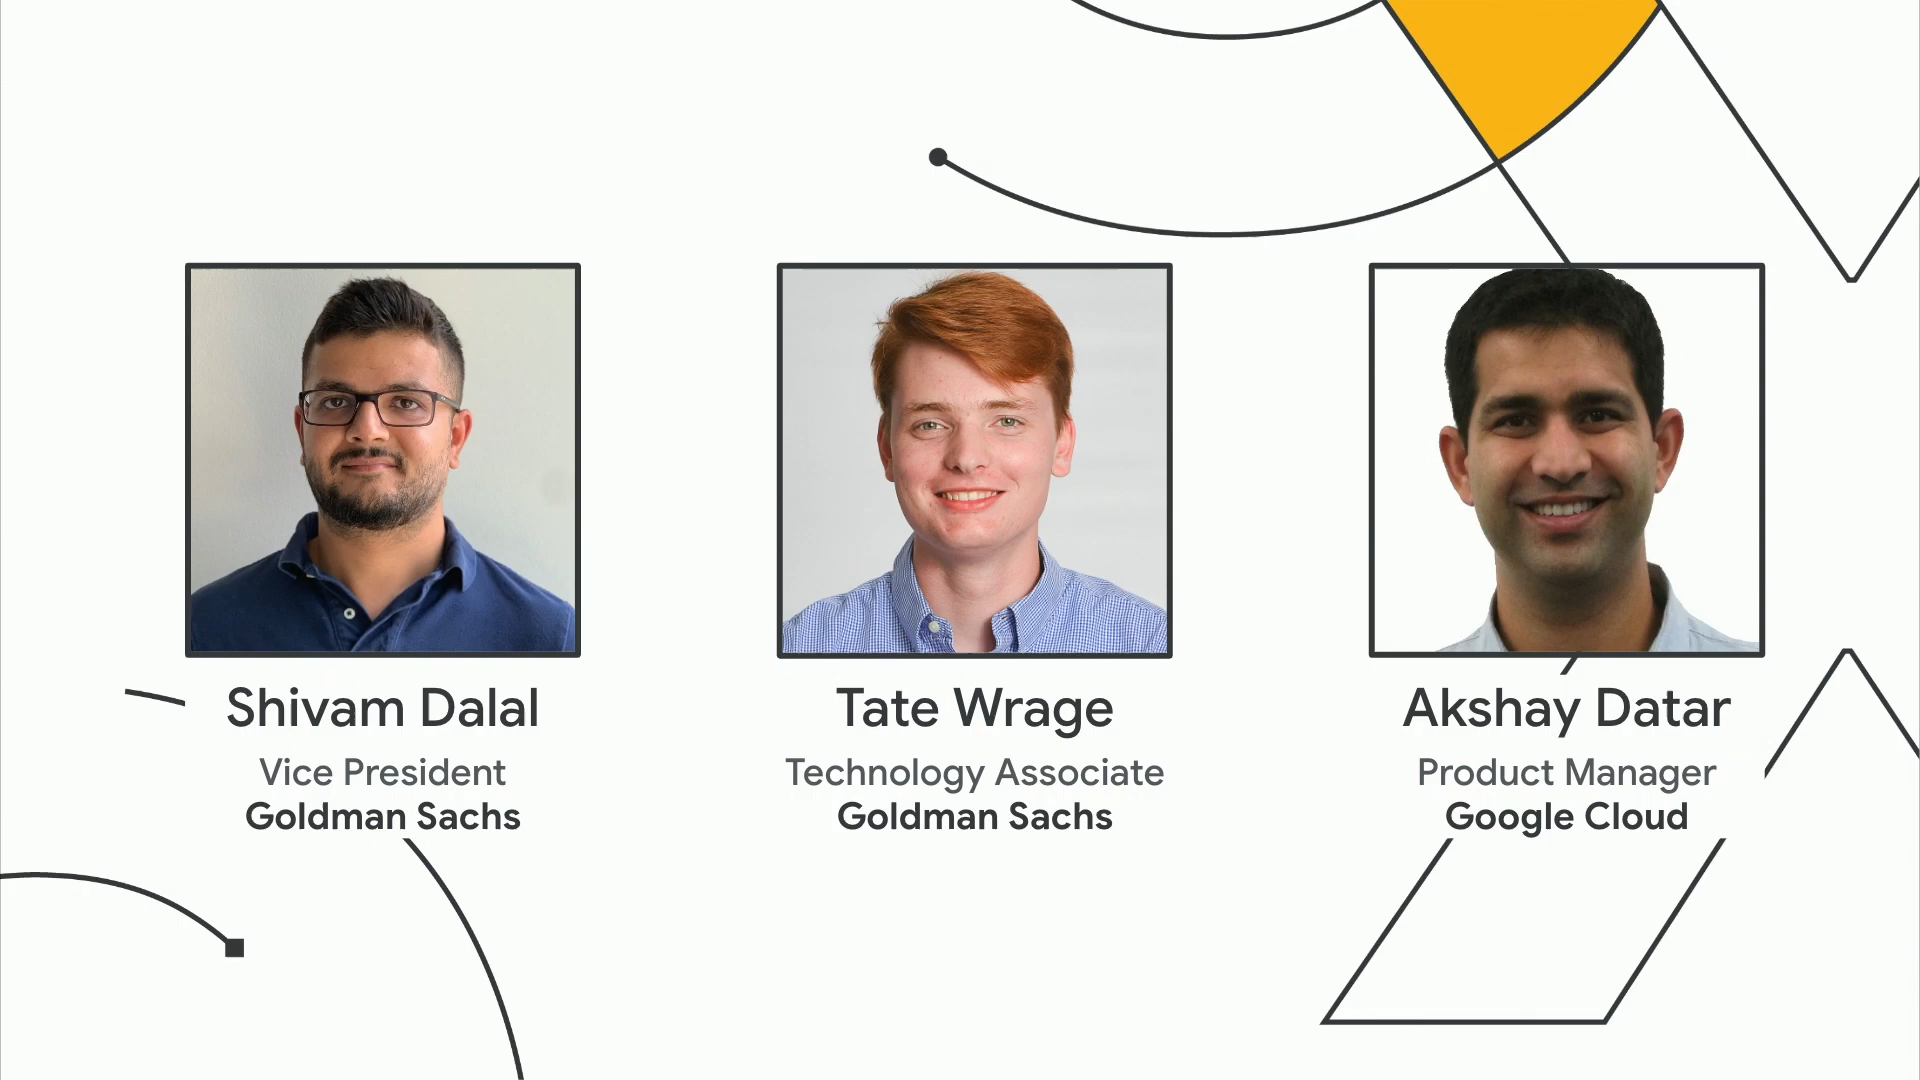 Shivam Dalal
Vice President
Goldman Sachs
Tate Wrage
Technology Associate
Goldman Sachs
Akshay Datar
Product Manager
Google Cloud